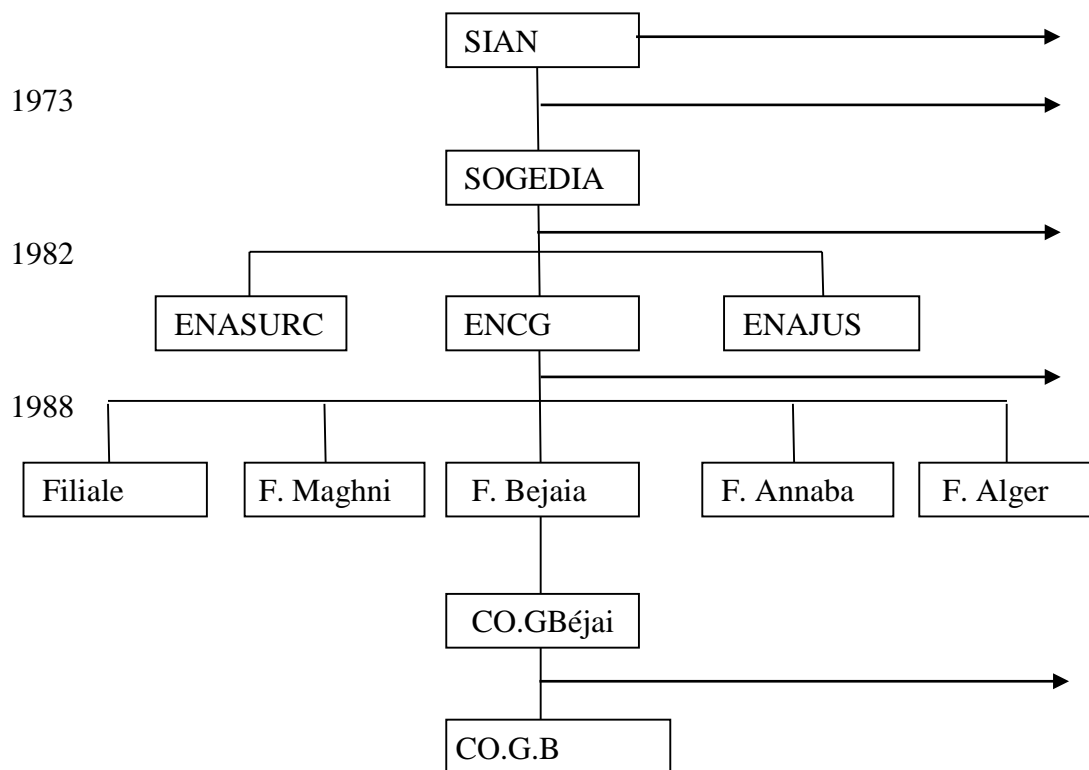 SIAN
1973
SOGEDIA
1982
ENASURC ENCG ENAJUS
1988
Filiale F. Maghni F. Bejaia F. Annaba F. Alger
CO.GBéjai
CO.G.B